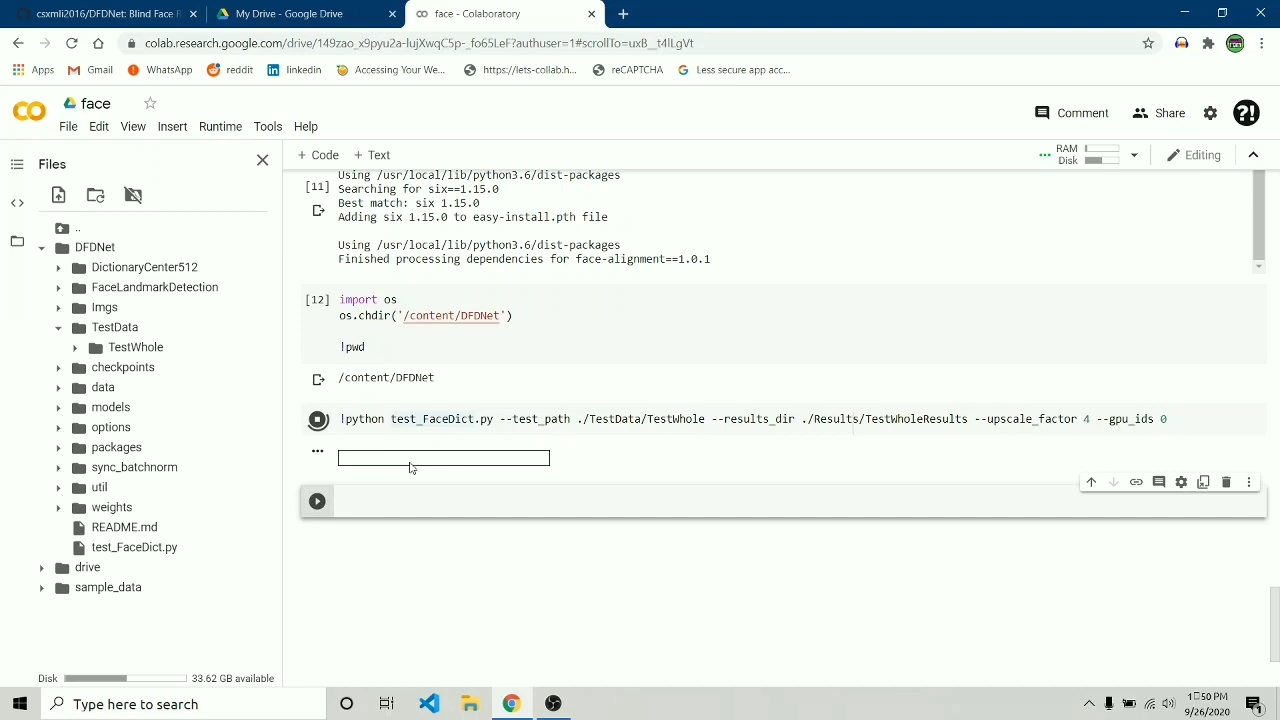 csxmli2016/DFDNet: Blind Face F
My Drive - Google Drive
face - Colaboratory
colab.research.google.com/drive/149zao_x9pyu2a-lujXwqC5p-_fo65LeF?authuser=1#scrollTo=uxB__t4lLgVt
Apps
Gmail
WhatsApp
reddit
linkedin
Accessing Your We...
https://lets-collab.h...
reCAPTCHA
Less secure app acc...
face
Comment
Share
?!
File Edit View Insert Runtime Tools Help
Files
+ Code + Text
RAM
Disk
Editing
..
DFDNet
DictionaryCenter512
FaceLandmarkDetection
Imgs
TestData
TestWhole
checkpoints
data
models
options
packages
sync_batchnorm
util
weights
README.md
test_FaceDict.py
drive
sample_data
Disk 33.62 GB available
Using /usr/local/lib/python3.6/dist-packages
[11] Searching for six==1.15.0
Best match: six 1.15.0
Adding six 1.15.0 to easy-install.pth file
Using /usr/local/lib/python3.6/dist-packages
Finished processing dependencies for face-alignment==1.0.1
[12] import os
os.chdir('/content/DFDNet')
!pwd
/content/DFDNet
!python test_FaceDict.py --test_path ./TestData/TestWhole --results_dir ./Results/TestWholeResults --upscale_factor 4 --gpu_ids 0
Type here to search
1:50 PM
9/26/2020
1